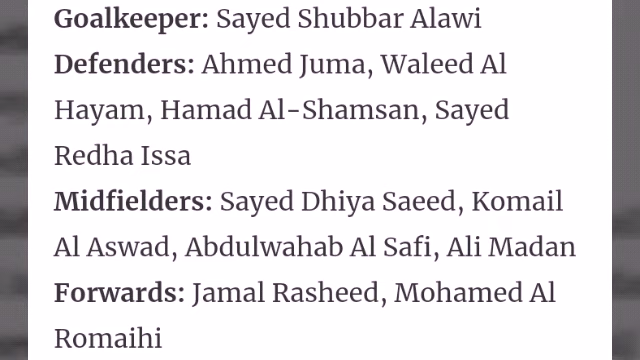 Goalkeeper: Sayed Shubbar Alawi
Defenders: Ahmed Juma, Waleed Al
Hayam, Hamad Al-Shamsan, Sayed
Redha Issa
Midfielders: Sayed Dhiya Saeed, Komail
Al Aswad, Abdulwahab Al Safi, Ali Madan
Forwards: Jamal Rasheed, Mohamed Al
Romaihi